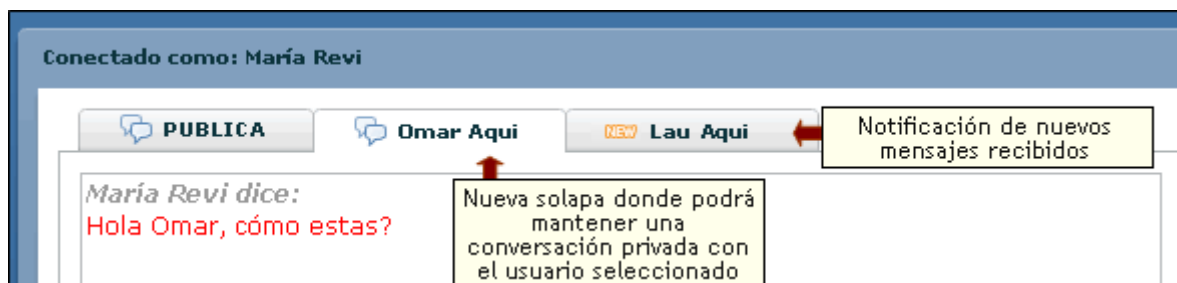 Conectado como: María Revi
PUBLICA
Omar Aqui
NEW Lau Aqui
Notificación de nuevos
mensajes recibidos
María Revi dice:
Hola Omar, cómo estas?
Nueva solapa donde podrá
mantener una
conversación privada con
el usuario seleccionado